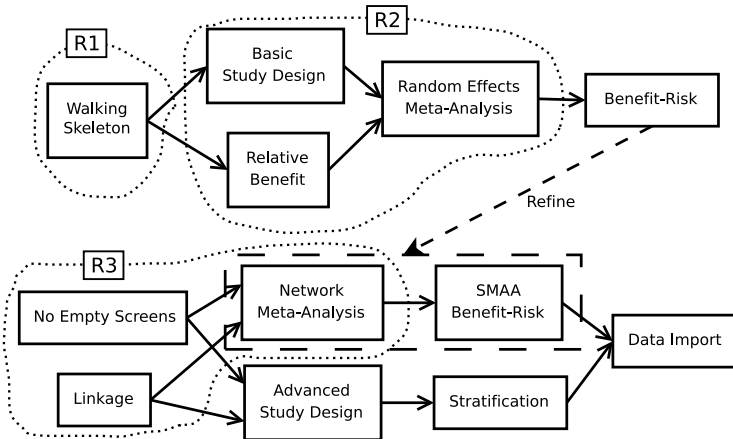 R1
R2
Basic
Study Design
Walking
Skeleton
Random Effects
Meta-Analysis
Benefit-Risk
Relative
Benefit
Refine
R3
No Empty Screens
Network
Meta-Analysis
SMAA
Benefit-Risk
Data Import
Linkage
Advanced
Study Design
Stratification